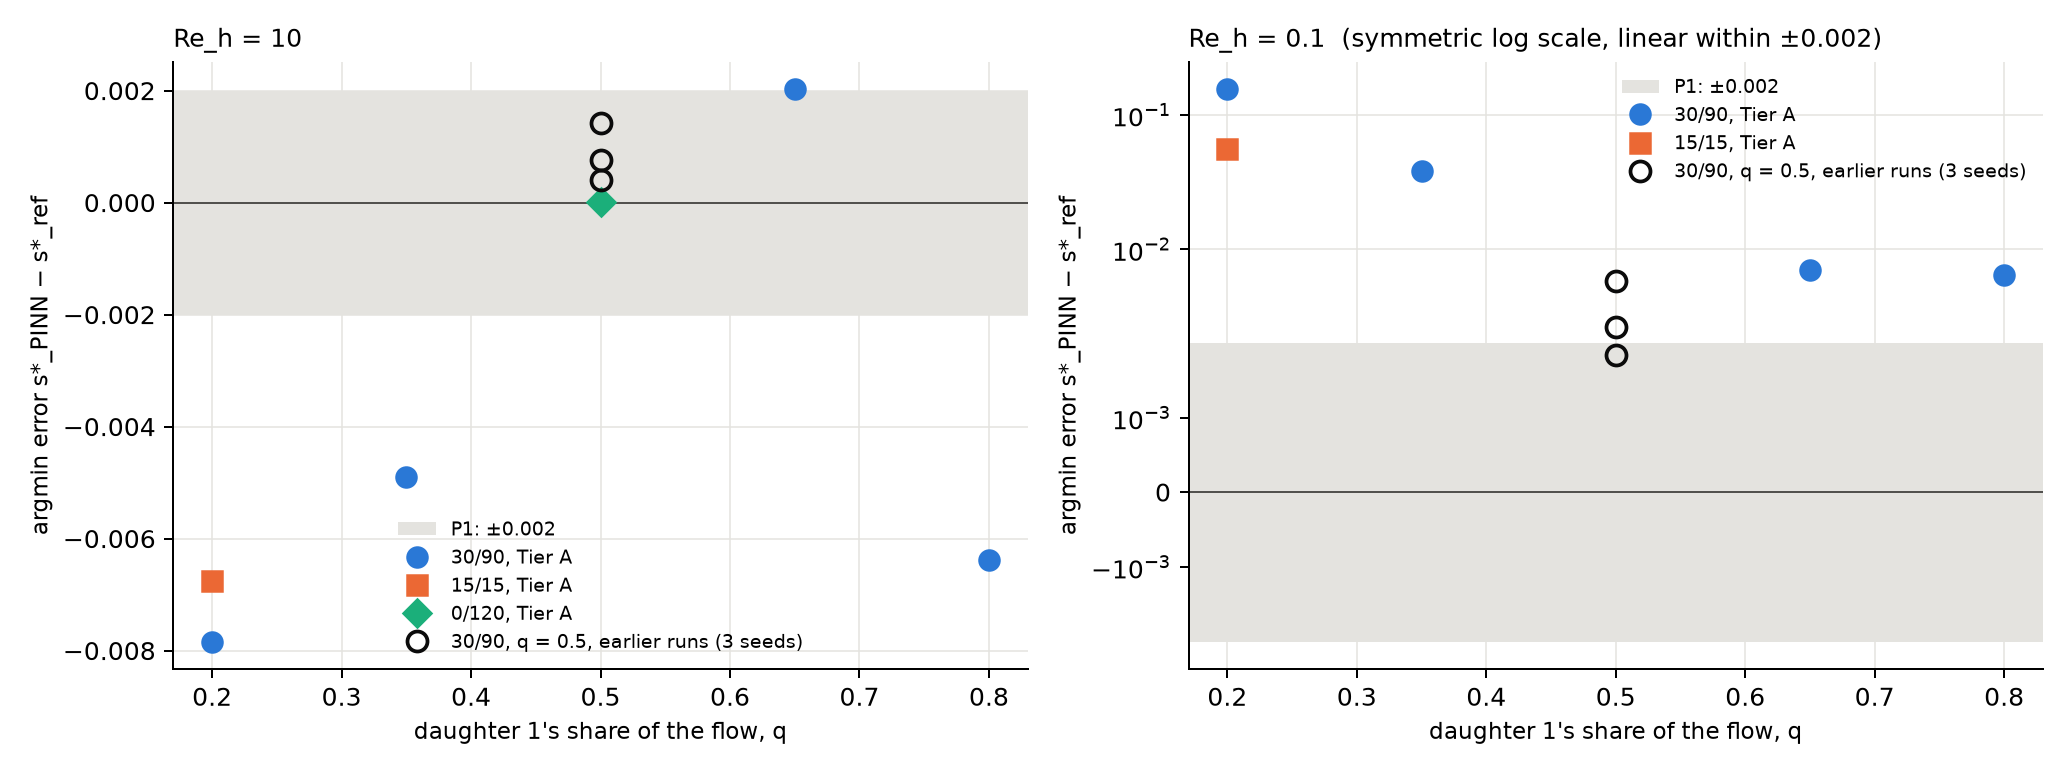 Re_h = 10
0.002
0.000
−0.002
−0.004
−0.006
−0.008
argmin error s*_PINN − s*_ref
P1: ±0.002
30/90, Tier A
15/15, Tier A
0/120, Tier A
30/90, q = 0.5, earlier runs (3 seeds)
0.2 0.3 0.4 0.5 0.6 0.7 0.8
daughter 1's share of the flow, q
Re_h = 0.1 (symmetric log scale, linear within ±0.002)
10⁻¹
10⁻²
10⁻³
0
−10⁻³
argmin error s*_PINN − s*_ref
P1: ±0.002
30/90, Tier A
15/15, Tier A
30/90, q = 0.5, earlier runs (3 seeds)
0.2 0.3 0.4 0.5 0.6 0.7 0.8
daughter 1's share of the flow, q